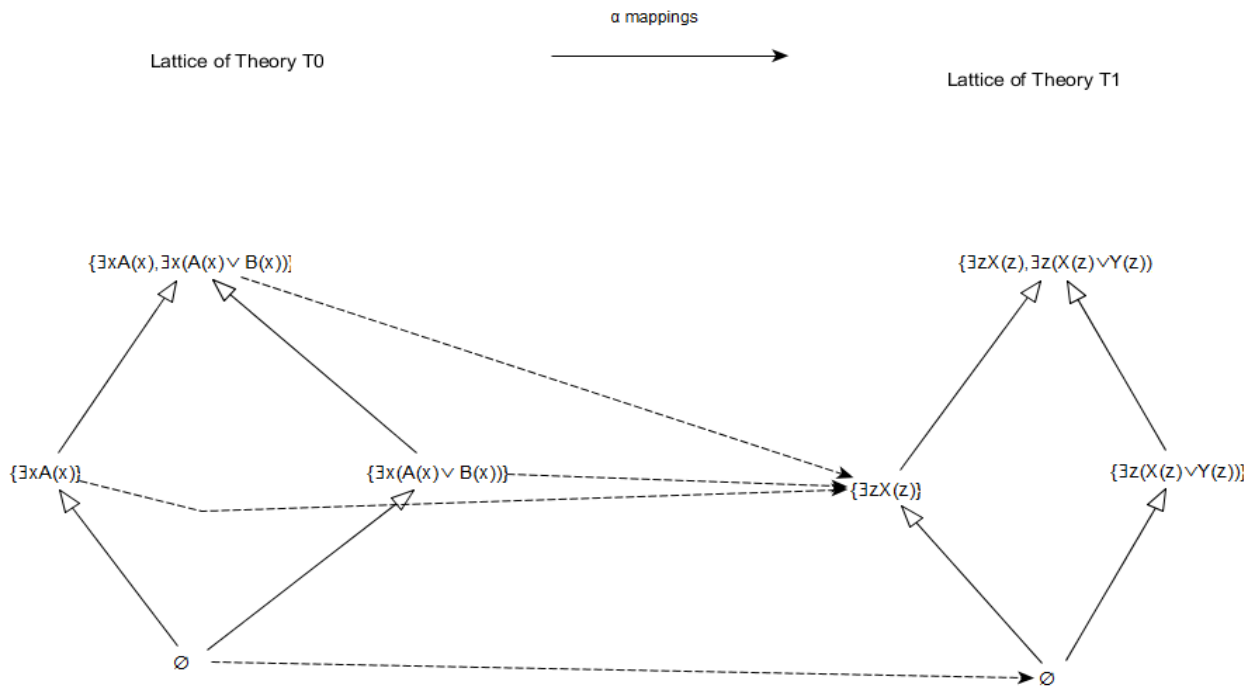 α mappings
Lattice of Theory T0
Lattice of Theory T1
{∃xA(x),∃x(A(x)∨ B(x))}
{∃zX(z),∃z(X(z)∨Y(z))
{∃xA(x)}
{∃x(A(x)∨ B(x))}
{∃zX(z)}
{∃z(X(z)∨Y(z))}
∅
∅